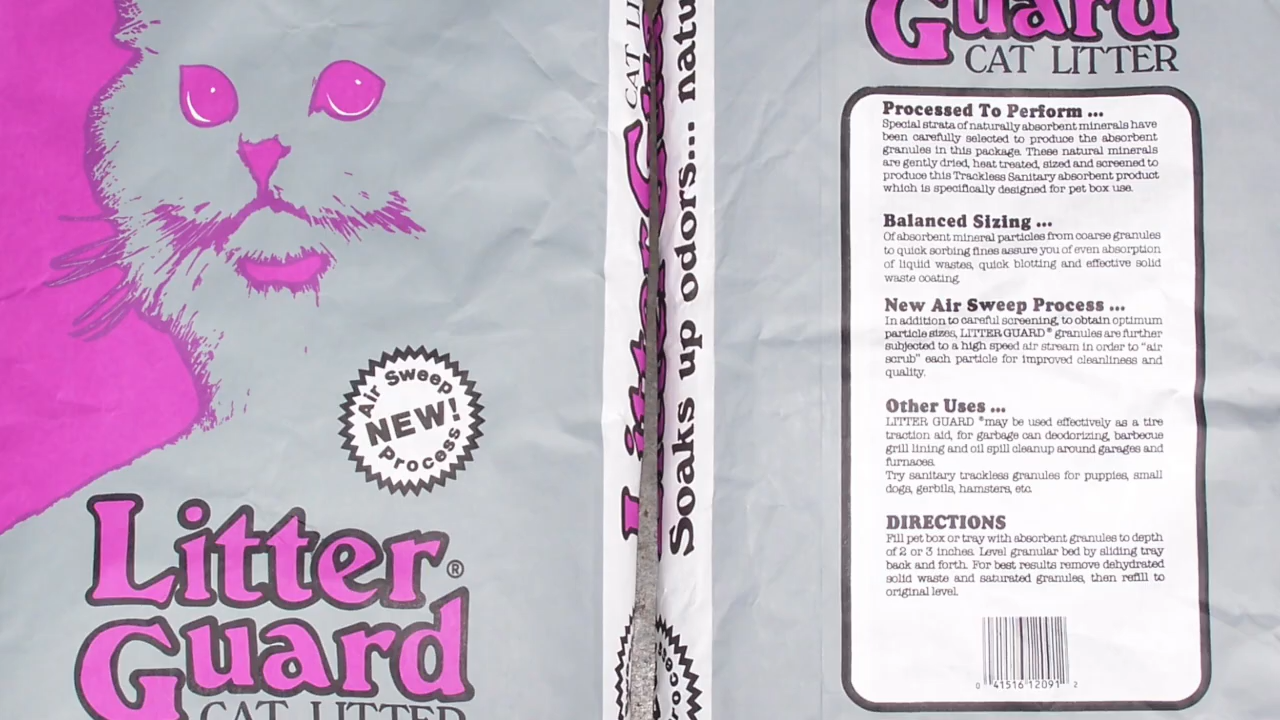 Air Sweep
NEW!
Process
Litter®
Guard
CAT LITTER
CAT
Soaks up odors...
Guard
CAT LITTER
Processed To Perform ...
Special strata of naturally absorbent minerals have
been carefully selected to produce the absorbent
granules in this package. These natural minerals
are gently dried, heat treated, sized and screened to
produce this Trackless Sanitary absorbent product
which is specifically designed for pet box use.
Balanced Sizing ...
Of absorbent mineral particles from coarse granules
to quick sorbing fines assure you of even absorption
of liquid wastes, quick blotting and effective solid
waste coating.
New Air Sweep Process ...
In addition to careful screening, to obtain optimum
particle sizes, LITTER GUARD® granules are further
subjected to a high speed air stream in order to "air
scrub" each particle for improved cleanliness and
quality.
Other Uses ...
LITTER GUARD ®may be used effectively as a tire
traction aid, for garbage can deodorizing, barbecue
grill lining and oil spill cleanup around garages and
furnaces.
Try sanitary trackless granules for puppies, small
dogs, gerbils, hamsters, etc.
DIRECTIONS
Fill pet box or tray with absorbent granules to depth
of 2 or 3 inches. Level granular bed by sliding tray
back and forth. For best results remove dehydrated
solid waste and saturated granules, then refill to
original level.
0 41516 12091 2